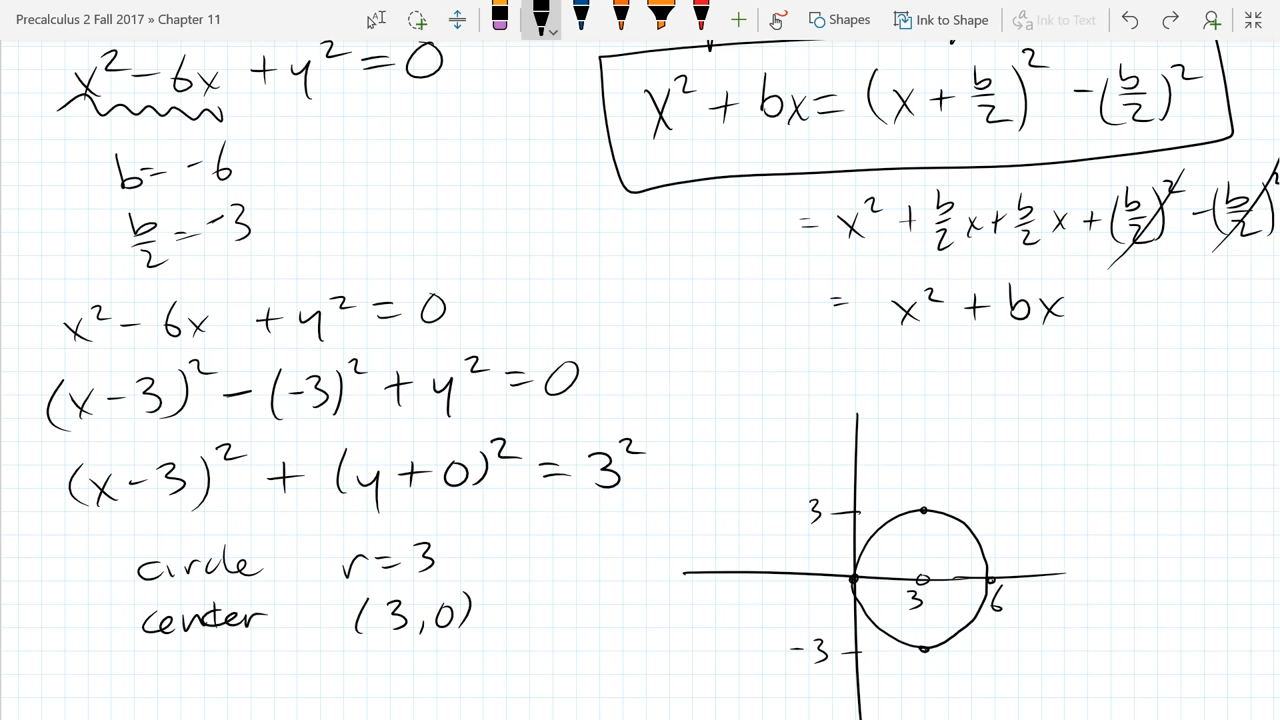 Precalculus 2 Fall 2017 » Chapter 11
Shapes
Ink to Shape
Ink to Text
x² - 6x + y² = 0
b = -6
b/2 = -3
x² - 6x + y² = 0
(x - 3)² - (-3)² + y² = 0
(x - 3)² + (y + 0)² = 3²
circle r = 3
center (3, 0)
x² + bx = (x + b/2)² - (b/2)²
= x² + b/2 x + b/2 x + (b/2)² - (b/2)²
= x² + bx
3
3
6
-3